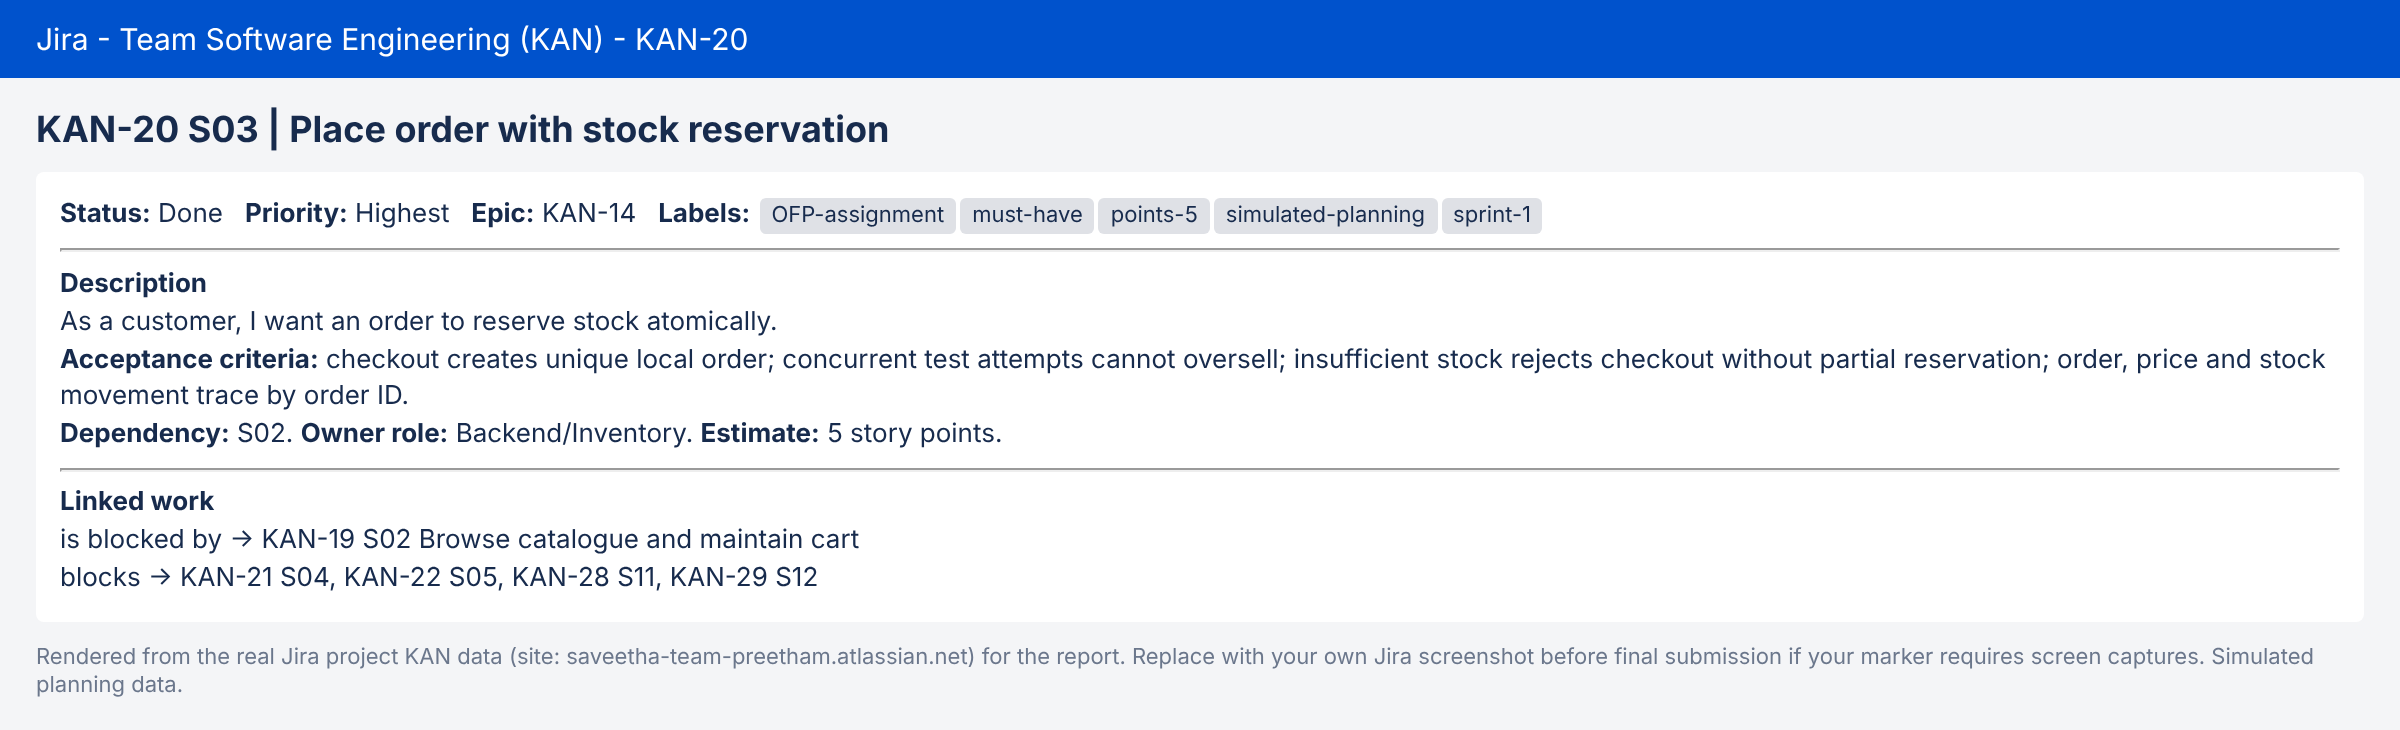 Jira - Team Software Engineering (KAN) - KAN-20
KAN-20 S03 | Place order with stock reservation
Status: Done Priority: Highest Epic: KAN-14 Labels: OFP-assignment must-have points-5 simulated-planning sprint-1
Description
As a customer, I want an order to reserve stock atomically.
Acceptance criteria: checkout creates unique local order; concurrent test attempts cannot oversell; insufficient stock rejects checkout without partial reservation; order, price and stock
movement trace by order ID.
Dependency: S02. Owner role: Backend/Inventory. Estimate: 5 story points.
Linked work
is blocked by → KAN-19 S02 Browse catalogue and maintain cart
blocks → KAN-21 S04, KAN-22 S05, KAN-28 S11, KAN-29 S12
Rendered from the real Jira project KAN data (site: saveetha-team-preetham.atlassian.net) for the report. Replace with your own Jira screenshot before final submission if your marker requires screen captures. Simulated
planning data.